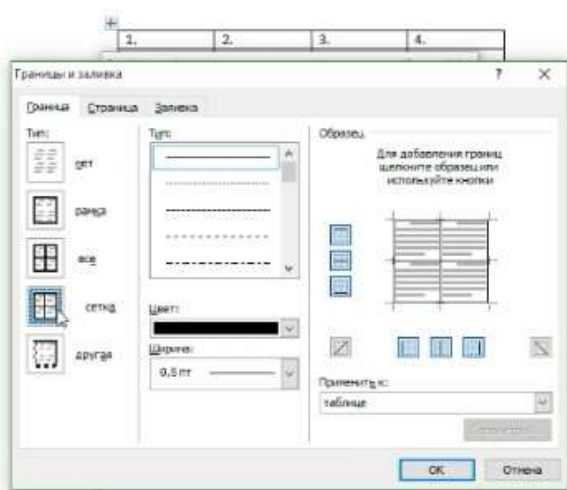 1. 2. 3. 4.
Границы и заливка ? X
Граница Страница Заливка
Тип:
нет
рамка
все
сетка
другая
Тип:
Цвет:
Ширина:
0,5 пт
Образец
Для добавления границ
щелкните образец или
используйте кнопки
Применить к:
таблице
ОК Отмена